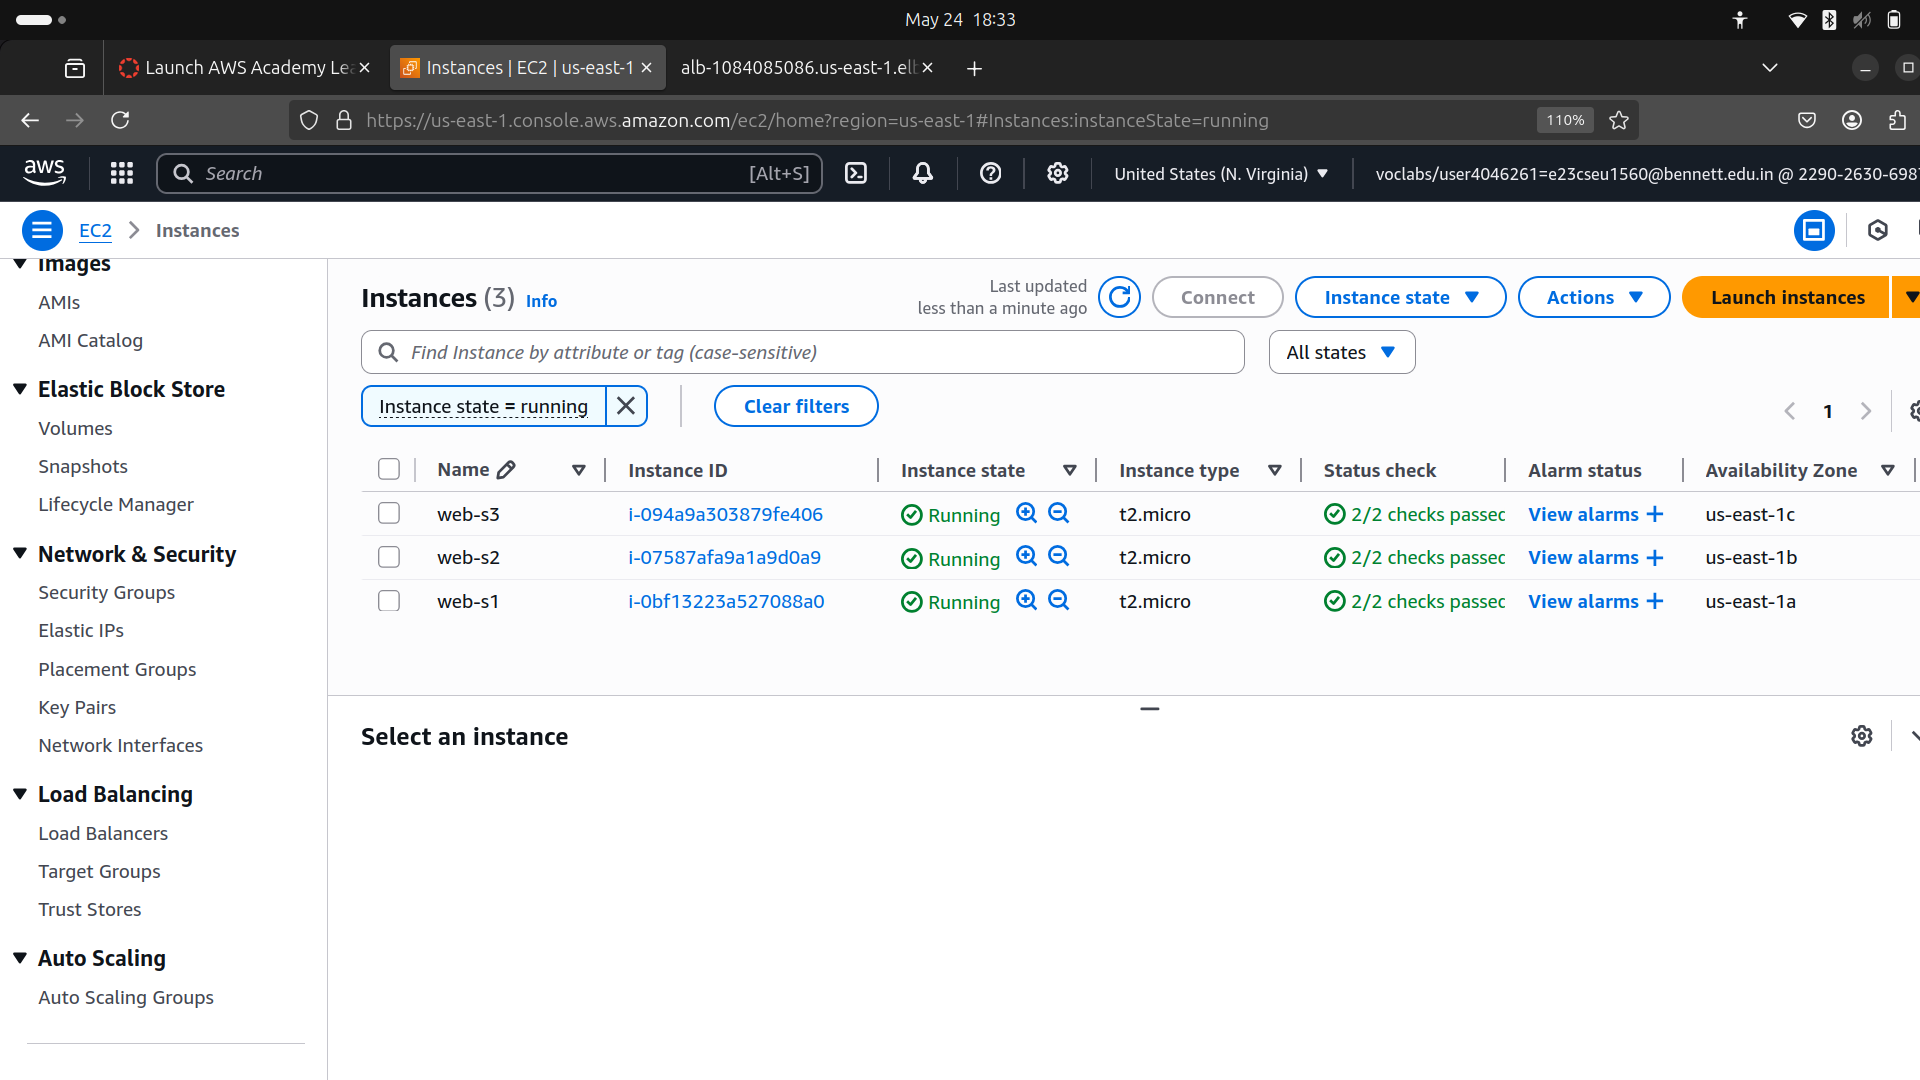 May 24 18:33
Launch AWS Academy Le
Instances | EC2 | us-east-1
alb-1084085086.us-east-1.elb
https://us-east-1.console.aws.amazon.com/ec2/home?region=us-east-1#Instances:instanceState=running
110%
aws
Search
[Alt+S]
United States (N. Virginia)
voclabs/user4046261=e23cseu1560@bennett.edu.in @ 2290-2630-698
EC2
Instances
Images
AMIs
AMI Catalog
Elastic Block Store
Volumes
Snapshots
Lifecycle Manager
Network & Security
Security Groups
Elastic IPs
Placement Groups
Key Pairs
Network Interfaces
Load Balancing
Load Balancers
Target Groups
Trust Stores
Auto Scaling
Auto Scaling Groups
Instances (3) Info
Last updated
less than a minute ago
Connect
Instance state
Actions
Launch instances
Find Instance by attribute or tag (case-sensitive)
All states
Instance state = running
Clear filters
1
Name Instance ID Instance state Instance type Status check Alarm status Availability Zone
web-s3 i-094a9a303879fe406 Running t2.micro 2/2 checks passed View alarms + us-east-1c
web-s2 i-07587afa9a1a9d0a9 Running t2.micro 2/2 checks passed View alarms + us-east-1b
web-s1 i-0bf13223a527088a0 Running t2.micro 2/2 checks passed View alarms + us-east-1a
Select an instance